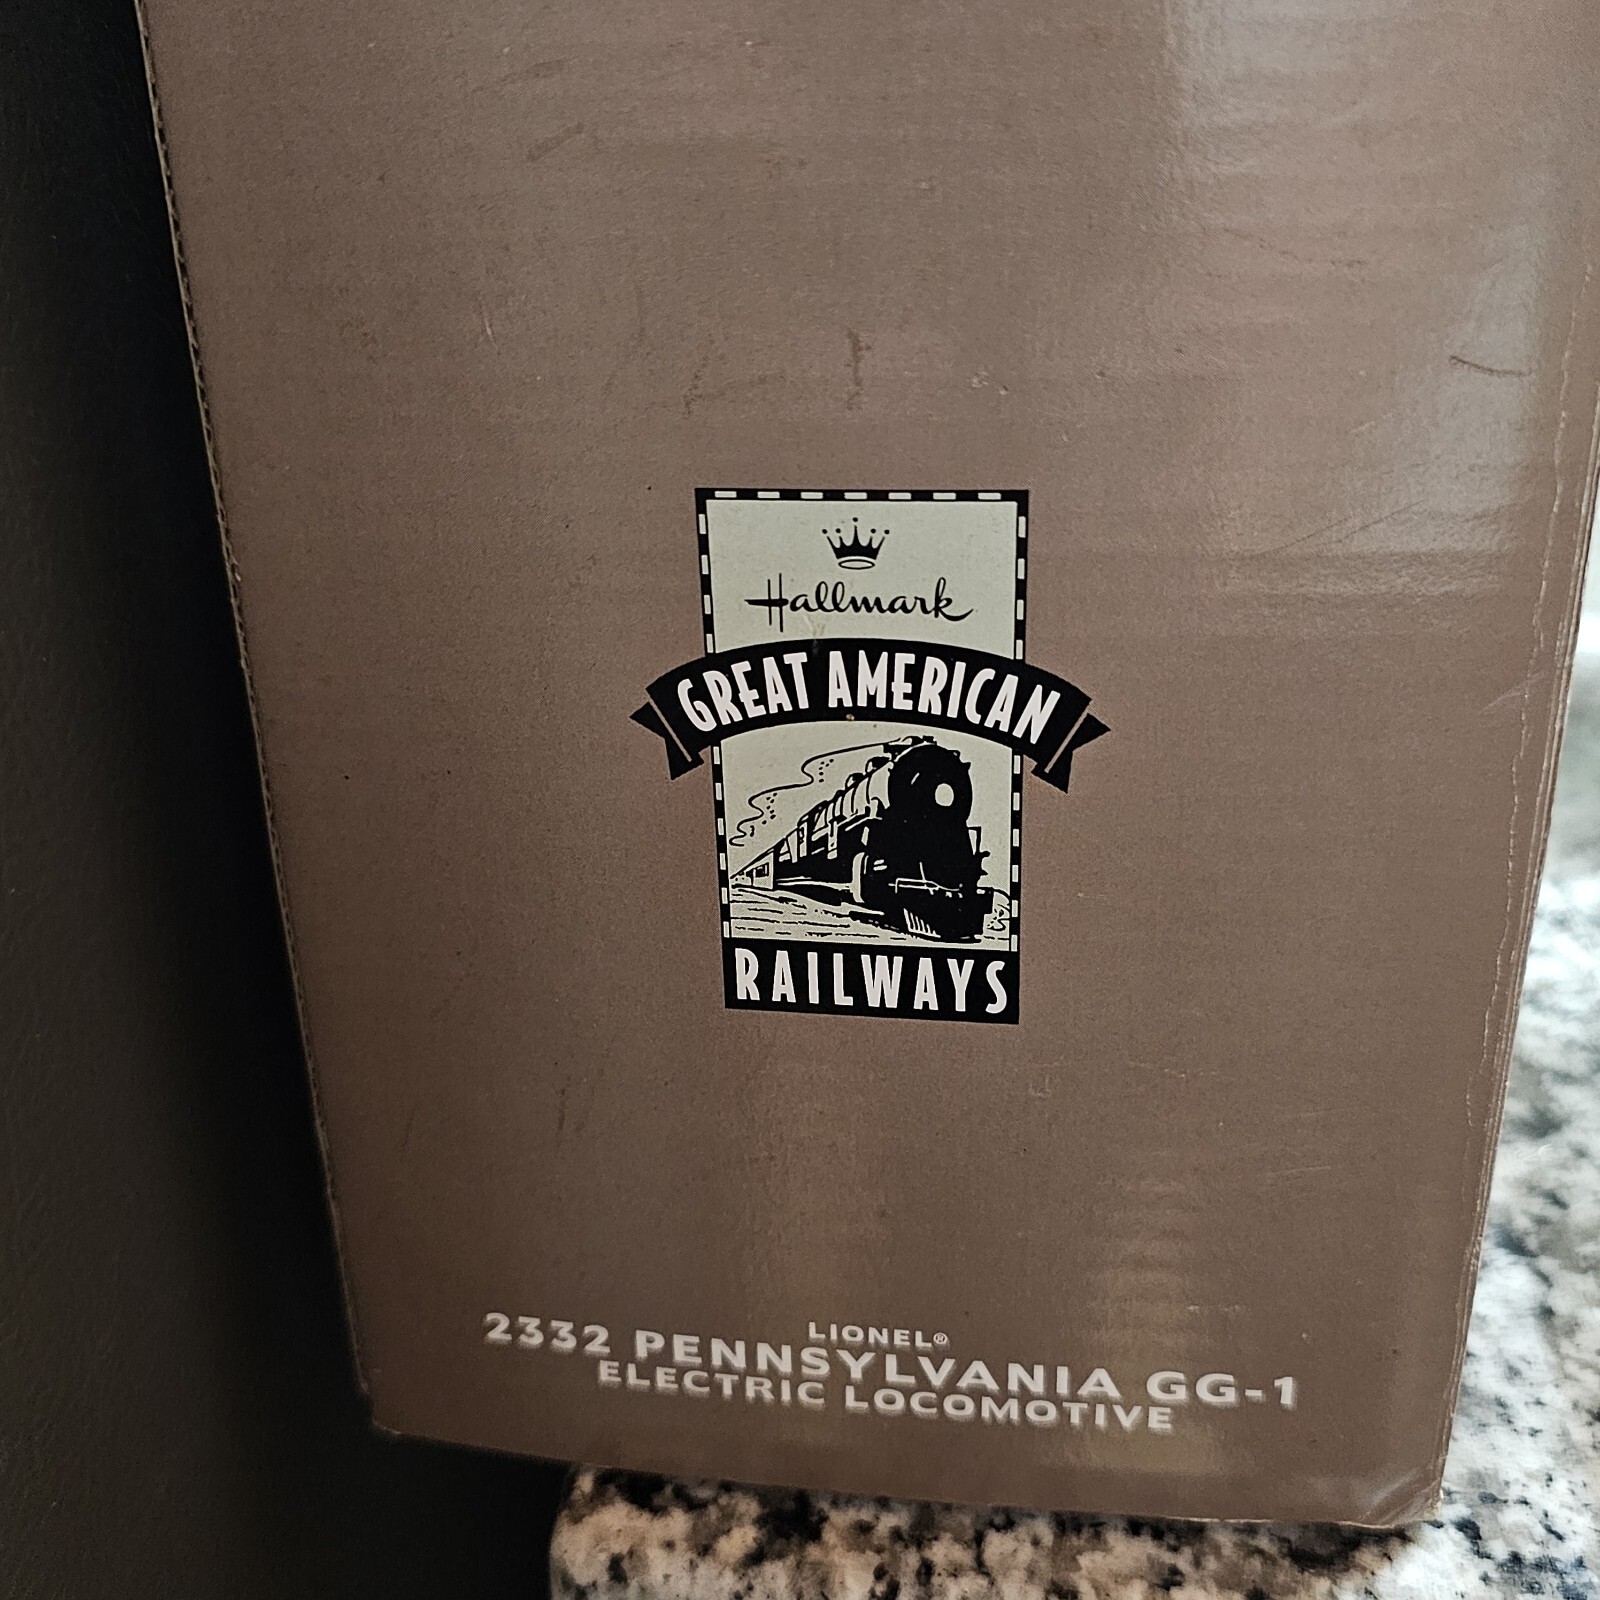 Hallmark
GREAT AMERICAN
RAILWAYS
LIONEL®
2332 PENNSYLVANIA GG-1
ELECTRIC LOCOMOTIVE